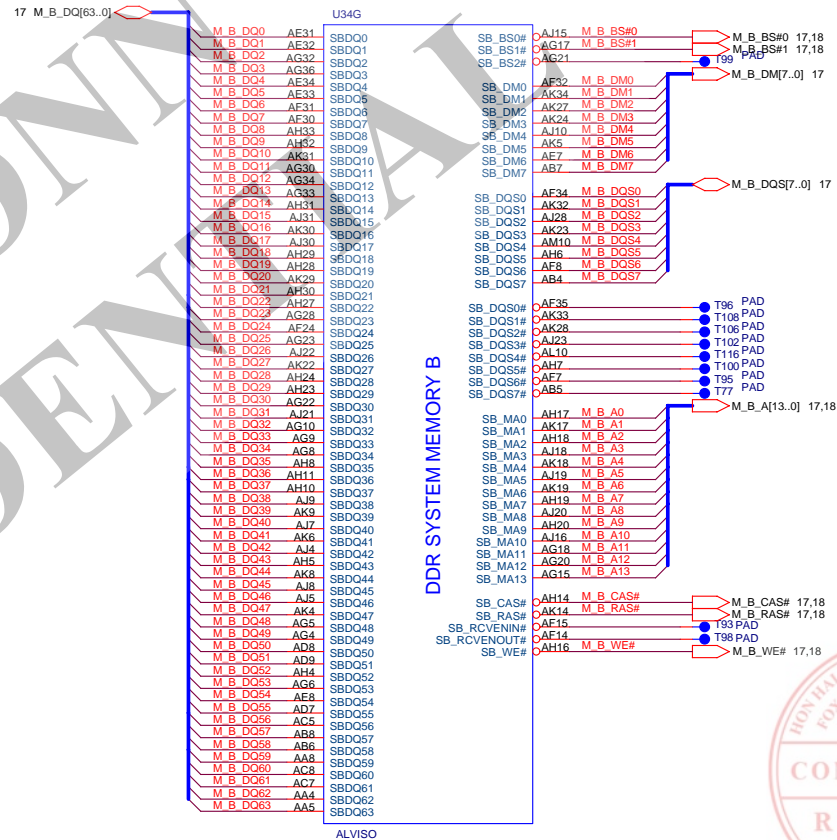 17 M_B_DQ[63..0]
U34G
M_B_DQ0 AE31 SBDQ0
M_B_DQ1 AE32 SBDQ1
M_B_DQ2 AG32 SBDQ2
M_B_DQ3 AG36 SBDQ3
M_B_DQ4 AE34 SBDQ4
M_B_DQ5 AE33 SBDQ5
M_B_DQ6 AF31 SBDQ6
M_B_DQ7 AF30 SBDQ7
M_B_DQ8 AH33 SBDQ8
M_B_DQ9 AH32 SBDQ9
M_B_DQ10 AK31 SBDQ10
M_B_DQ11 AG30 SBDQ11
M_B_DQ12 AG34 SBDQ12
M_B_DQ13 AG33 SBDQ13
M_B_DQ14 AH31 SBDQ14
M_B_DQ15 AJ31 SBDQ15
M_B_DQ16 AK30 SBDQ16
M_B_DQ17 AJ30 SBDQ17
M_B_DQ18 AH29 SBDQ18
M_B_DQ19 AH28 SBDQ19
M_B_DQ20 AK29 SBDQ20
M_B_DQ21 AH30 SBDQ21
M_B_DQ22 AH27 SBDQ22
M_B_DQ23 AG28 SBDQ23
M_B_DQ24 AF24 SBDQ24
M_B_DQ25 AG23 SBDQ25
M_B_DQ26 AJ22 SBDQ26
M_B_DQ27 AK22 SBDQ27
M_B_DQ28 AH24 SBDQ28
M_B_DQ29 AH23 SBDQ29
M_B_DQ30 AG22 SBDQ30
M_B_DQ31 AJ21 SBDQ31
M_B_DQ32 AG10 SBDQ32
M_B_DQ33 AG9 SBDQ33
M_B_DQ34 AG8 SBDQ34
M_B_DQ35 AH8 SBDQ35
M_B_DQ36 AH11 SBDQ36
M_B_DQ37 AH10 SBDQ37
M_B_DQ38 AJ9 SBDQ38
M_B_DQ39 AK9 SBDQ39
M_B_DQ40 AJ7 SBDQ40
M_B_DQ41 AK6 SBDQ41
M_B_DQ42 AJ4 SBDQ42
M_B_DQ43 AH5 SBDQ43
M_B_DQ44 AK8 SBDQ44
M_B_DQ45 AJ8 SBDQ45
M_B_DQ46 AJ5 SBDQ46
M_B_DQ47 AK4 SBDQ47
M_B_DQ48 AG5 SBDQ48
M_B_DQ49 AG4 SBDQ49
M_B_DQ50 AD8 SBDQ50
M_B_DQ51 AD9 SBDQ51
M_B_DQ52 AH4 SBDQ52
M_B_DQ53 AG6 SBDQ53
M_B_DQ54 AE8 SBDQ54
M_B_DQ55 AD7 SBDQ55
M_B_DQ56 AC5 SBDQ56
M_B_DQ57 AB8 SBDQ57
M_B_DQ58 AB6 SBDQ58
M_B_DQ59 AA8 SBDQ59
M_B_DQ60 AC8 SBDQ60
M_B_DQ61 AC7 SBDQ61
M_B_DQ62 AA4 SBDQ62
M_B_DQ63 AA5 SBDQ63
DDR SYSTEM MEMORY B
SB_BS0# AJ15 M_B_BS#0 M_B_BS#0 17,18
SB_BS1# AG17 M_B_BS#1 M_B_BS#1 17,18
SB_BS2# AG21 T99 PAD
M_B_DM[7..0] 17
SB_DM0 AF32 M_B_DM0
SB_DM1 AK34 M_B_DM1
SB_DM2 AK27 M_B_DM2
SB_DM3 AK24 M_B_DM3
SB_DM4 AJ10 M_B_DM4
SB_DM5 AK5 M_B_DM5
SB_DM6 AE7 M_B_DM6
SB_DM7 AB7 M_B_DM7
M_B_DQS[7..0] 17
SB_DQS0 AF34 M_B_DQS0
SB_DQS1 AK32 M_B_DQS1
SB_DQS2 AJ28 M_B_DQS2
SB_DQS3 AK23 M_B_DQS3
SB_DQS4 AM10 M_B_DQS4
SB_DQS5 AH6 M_B_DQS5
SB_DQS6 AF8 M_B_DQS6
SB_DQS7 AB4 M_B_DQS7
SB_DQS0# AF35 T96 PAD
SB_DQS1# AK33 T108 PAD
SB_DQS2# AK28 T106 PAD
SB_DQS3# AJ23 T102 PAD
SB_DQS4# AL10 T116 PAD
SB_DQS5# AH7 T100 PAD
SB_DQS6# AF7 T95 PAD
SB_DQS7# AB5 T77 PAD
M_B_A[13..0] 17,18
SB_MA0 AH17 M_B_A0
SB_MA1 AK17 M_B_A1
SB_MA2 AH18 M_B_A2
SB_MA3 AJ18 M_B_A3
SB_MA4 AK18 M_B_A4
SB_MA5 AJ19 M_B_A5
SB_MA6 AK19 M_B_A6
SB_MA7 AH19 M_B_A7
SB_MA8 AJ20 M_B_A8
SB_MA9 AH20 M_B_A9
SB_MA10 AJ16 M_B_A10
SB_MA11 AG18 M_B_A11
SB_MA12 AG20 M_B_A12
SB_MA13 AG15 M_B_A13
SB_CAS# AH14 M_B_CAS# M_B_CAS# 17,18
SB_RAS# AK14 M_B_RAS# M_B_RAS# 17,18
SB_RCVENIN# AF15 T93 PAD
SB_RCVENOUT# AF14 T98 PAD
SB_WE# AH16 M_B_WE# M_B_WE# 17,18
ALVISO
HON HAI